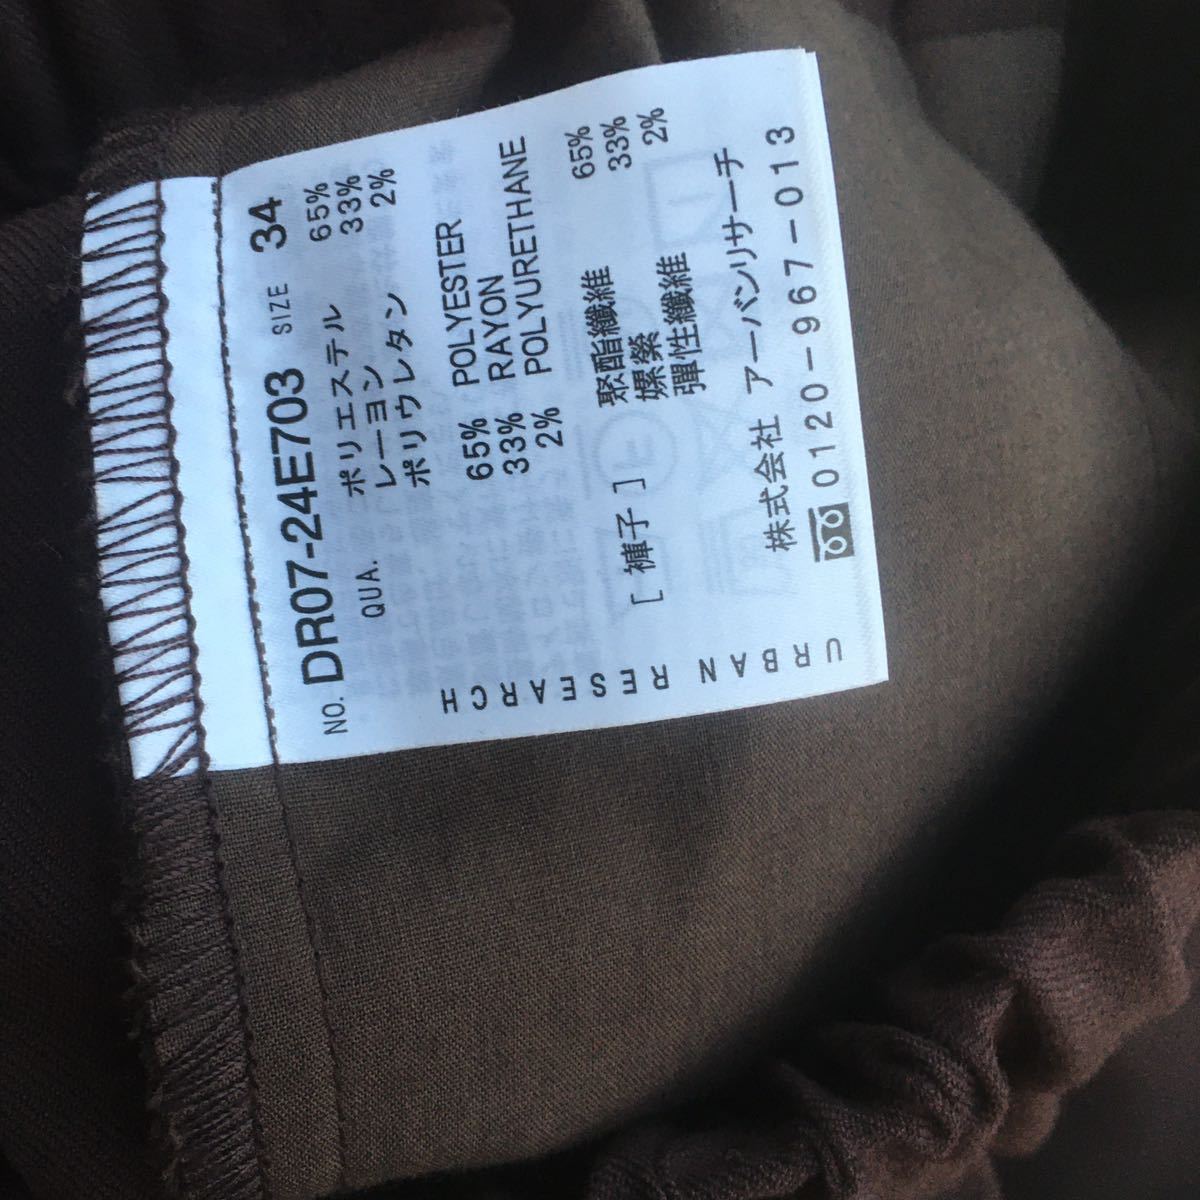 NO. DR07-24E703 SIZE 34
QUA. ポリエステル 65%
レーヨン 33%
ポリウレタン 2%
65% POLYESTER
33% RAYON
2% POLYURETHANE
聚酯纖維 65%
嫘縈 33%
彈性纖維 2%
[褲子]
株式会社 アーバンリサーチ
0120-967-013
URBAN RESEARCH